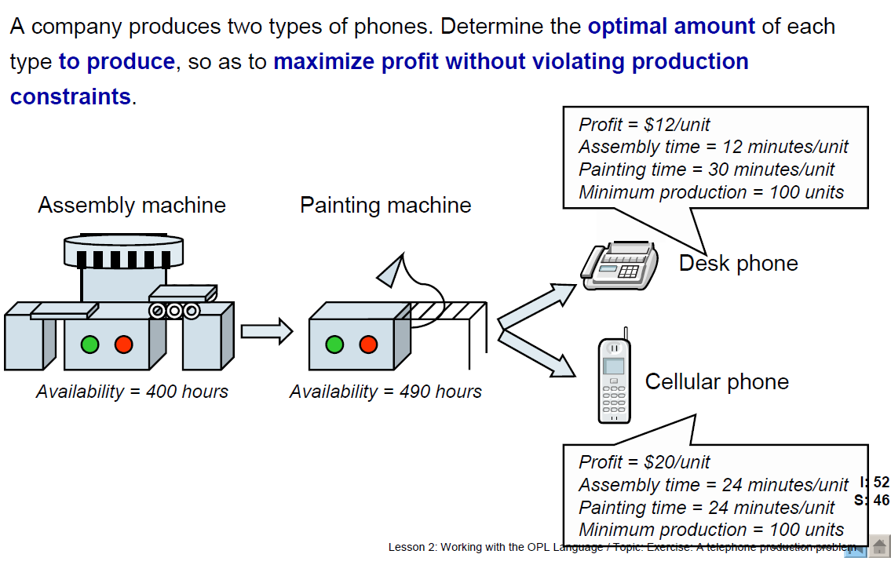 A company produces two types of phones. Determine the optimal amount of each
type to produce, so as to maximize profit without violating production
constraints.
Profit = $12/unit
Assembly time = 12 minutes/unit
Painting time = 30 minutes/unit
Minimum production = 100 units
Assembly machine
Painting machine
Desk phone
Availability = 400 hours
Availability = 490 hours
Cellular phone
Profit = $20/unit
Assembly time = 24 minutes/unit
Painting time = 24 minutes/unit
Minimum production = 100 units
I: 52
S: 46
Lesson 2: Working with the OPL Language / Topic: Exercise: A telephone production problem